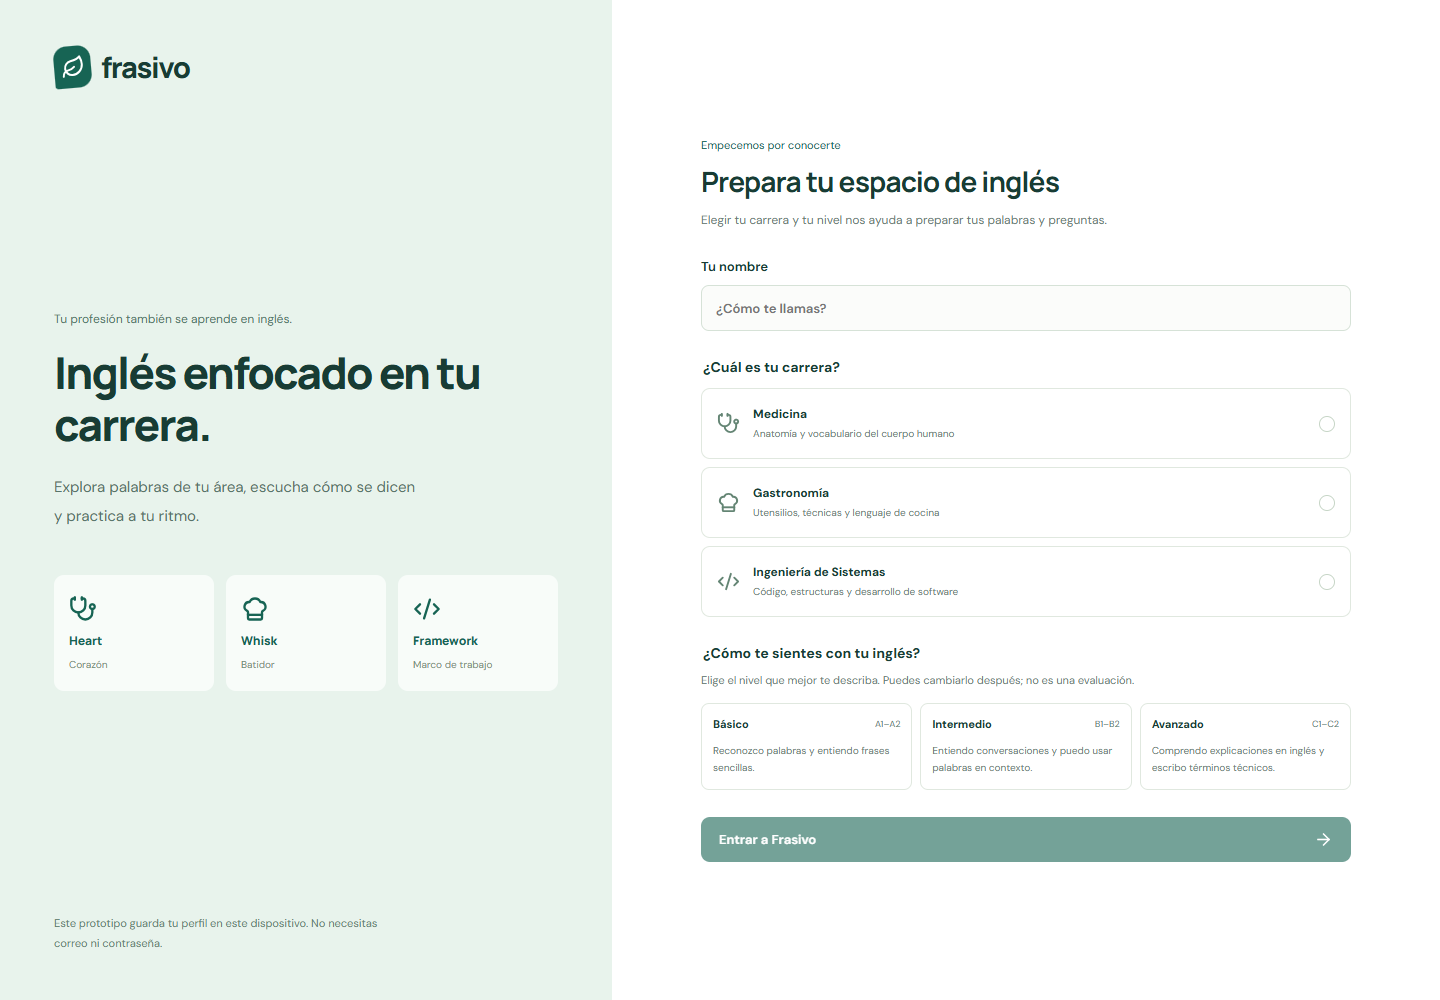 frasivo
Tu profesión también se aprende en inglés.
Inglés enfocado en tu
carrera.
Explora palabras de tu área, escucha cómo se dicen
y practica a tu ritmo.
Heart
Corazón
Whisk
Batidor
Framework
Marco de trabajo
Este prototipo guarda tu perfil en este dispositivo. No necesitas
correo ni contraseña.
Empecemos por conocerte
Prepara tu espacio de inglés
Elegir tu carrera y tu nivel nos ayuda a preparar tus palabras y preguntas.
Tu nombre
¿Cómo te llamas?
¿Cuál es tu carrera?
Medicina
Anatomía y vocabulario del cuerpo humano
Gastronomía
Utensilios, técnicas y lenguaje de cocina
Ingeniería de Sistemas
Código, estructuras y desarrollo de software
¿Cómo te sientes con tu inglés?
Elige el nivel que mejor te describa. Puedes cambiarlo después; no es una evaluación.
Básico A1–A2
Reconozco palabras y entiendo frases
sencillas.
Intermedio B1–B2
Entiendo conversaciones y puedo usar
palabras en contexto.
Avanzado C1–C2
Comprendo explicaciones en inglés y
escribo términos técnicos.
Entrar a Frasivo